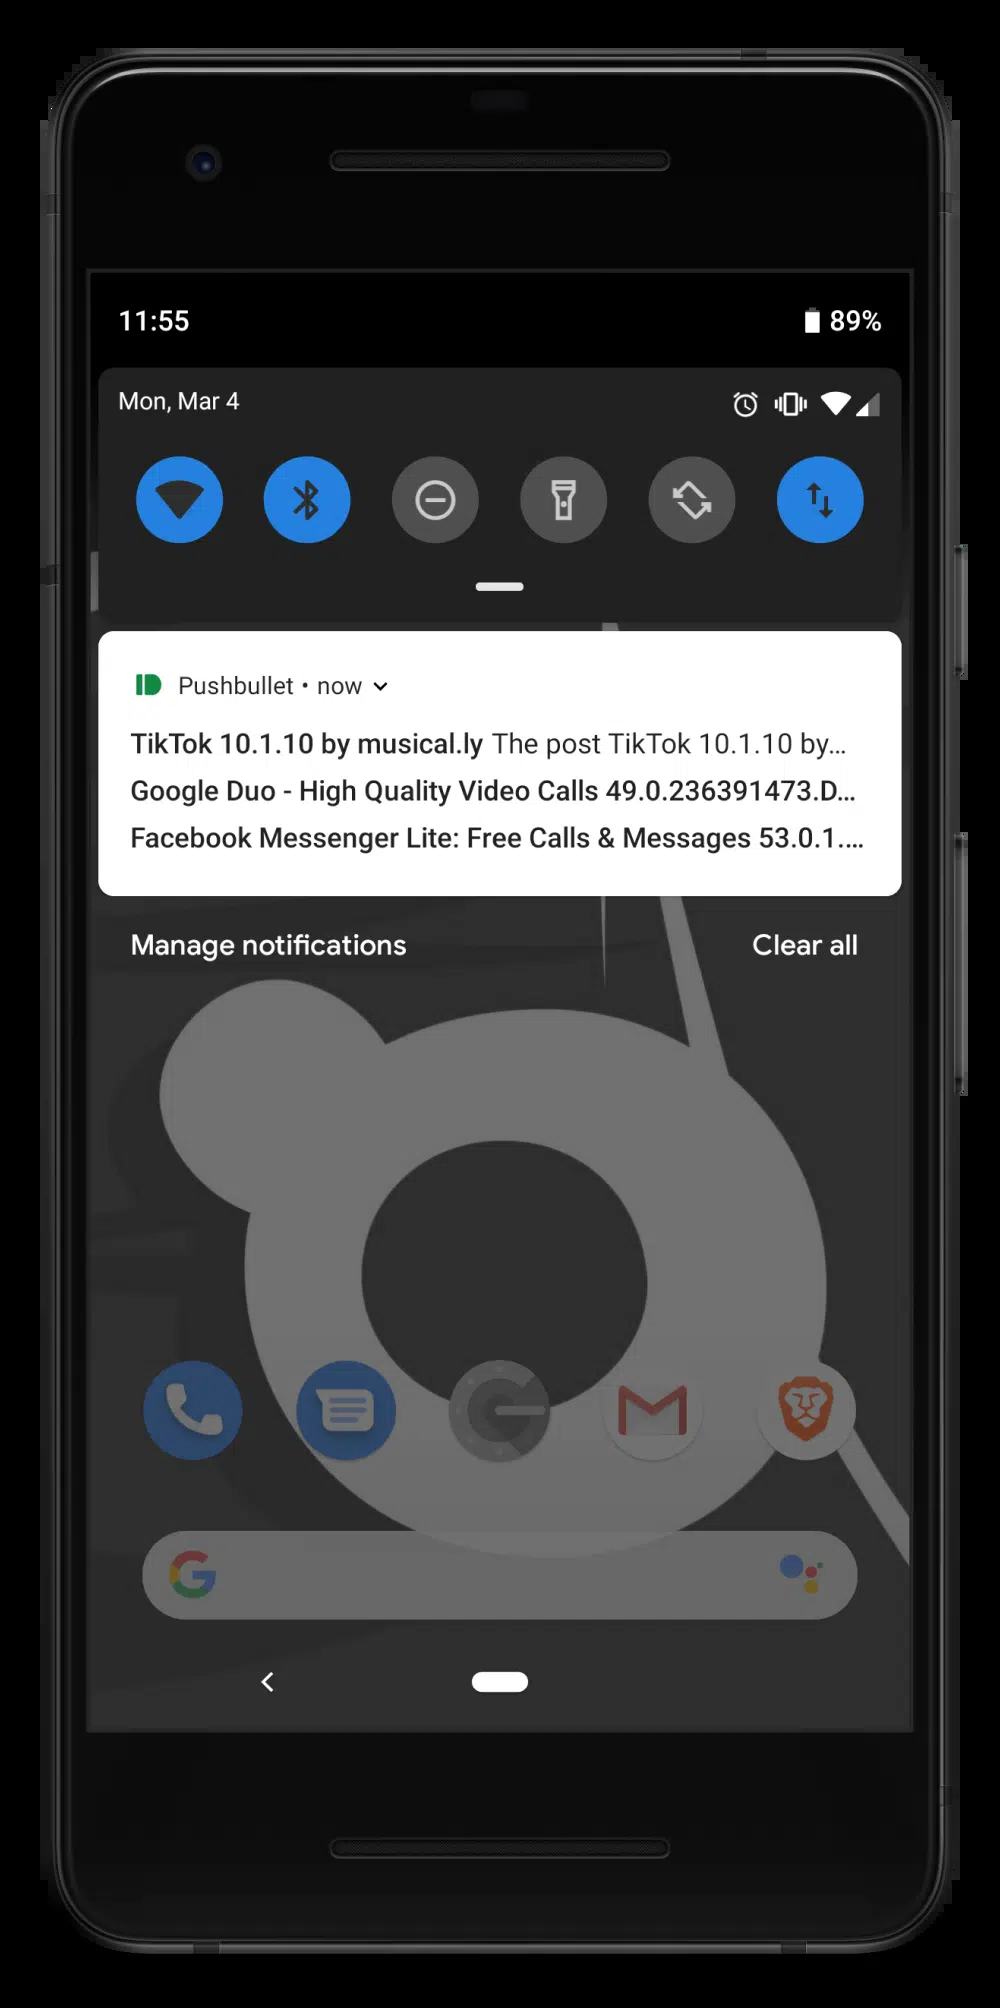 11:55
89%
Mon, Mar 4
Pushbullet • now
TikTok 10.1.10 by musical.ly The post TikTok 10.1.10 by...
Google Duo - High Quality Video Calls 49.0.236391473.D...
Facebook Messenger Lite: Free Calls & Messages 53.0.1....
Manage notifications
Clear all